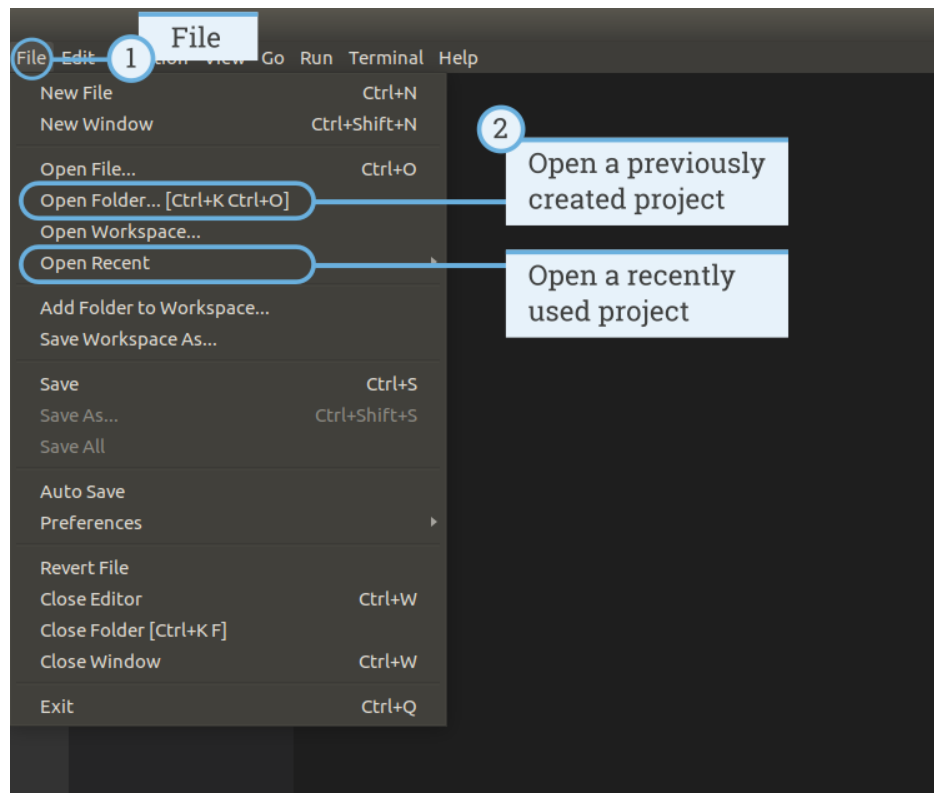 File
File Edit Go Run Terminal Help
1
New File Ctrl+N
New Window Ctrl+Shift+N
2
Open File... Ctrl+O
Open a previously
created project
Open Folder... [Ctrl+K Ctrl+O]
Open Workspace...
Open Recent
Open a recently
used project
Add Folder to Workspace...
Save Workspace As...
Save Ctrl+S
Save As... Ctrl+Shift+S
Save All
Auto Save
Preferences
Revert File
Close Editor Ctrl+W
Close Folder [Ctrl+K F]
Close Window Ctrl+W
Exit Ctrl+Q